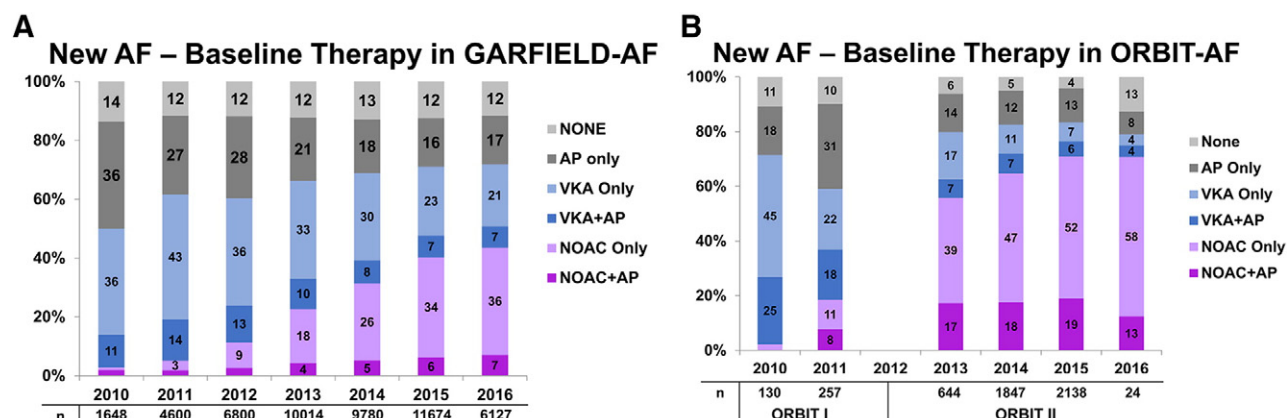 A
New AF – Baseline Therapy in GARFIELD-AF
100%
80%
60%
40%
20%
0%
14 12 12 12 13 12 12
36 27 28 21 18 16 17
36 43 36 33 30 23 21
11 14 13 10 8 7 7
3 9 18 26 34 36
4 5 6 7
NONE
AP only
VKA Only
VKA+AP
NOAC Only
NOAC+AP
2010 2011 2012 2013 2014 2015 2016
n 1648 4600 6800 10014 9780 11674 6127
B
New AF – Baseline Therapy in ORBIT-AF
100%
80%
60%
40%
20%
0%
11 10 6 5 4 13
18 31 14 12 13 8
45 22 17 11 7 4
25 18 7 7 6 4
11 39 47 52 58
8 17 18 19 13
None
AP Only
VKA Only
VKA+AP
NOAC Only
NOAC+AP
2010 2011 2012 2013 2014 2015 2016
n 130 257 644 1847 2138 24
ORBIT I ORBIT II